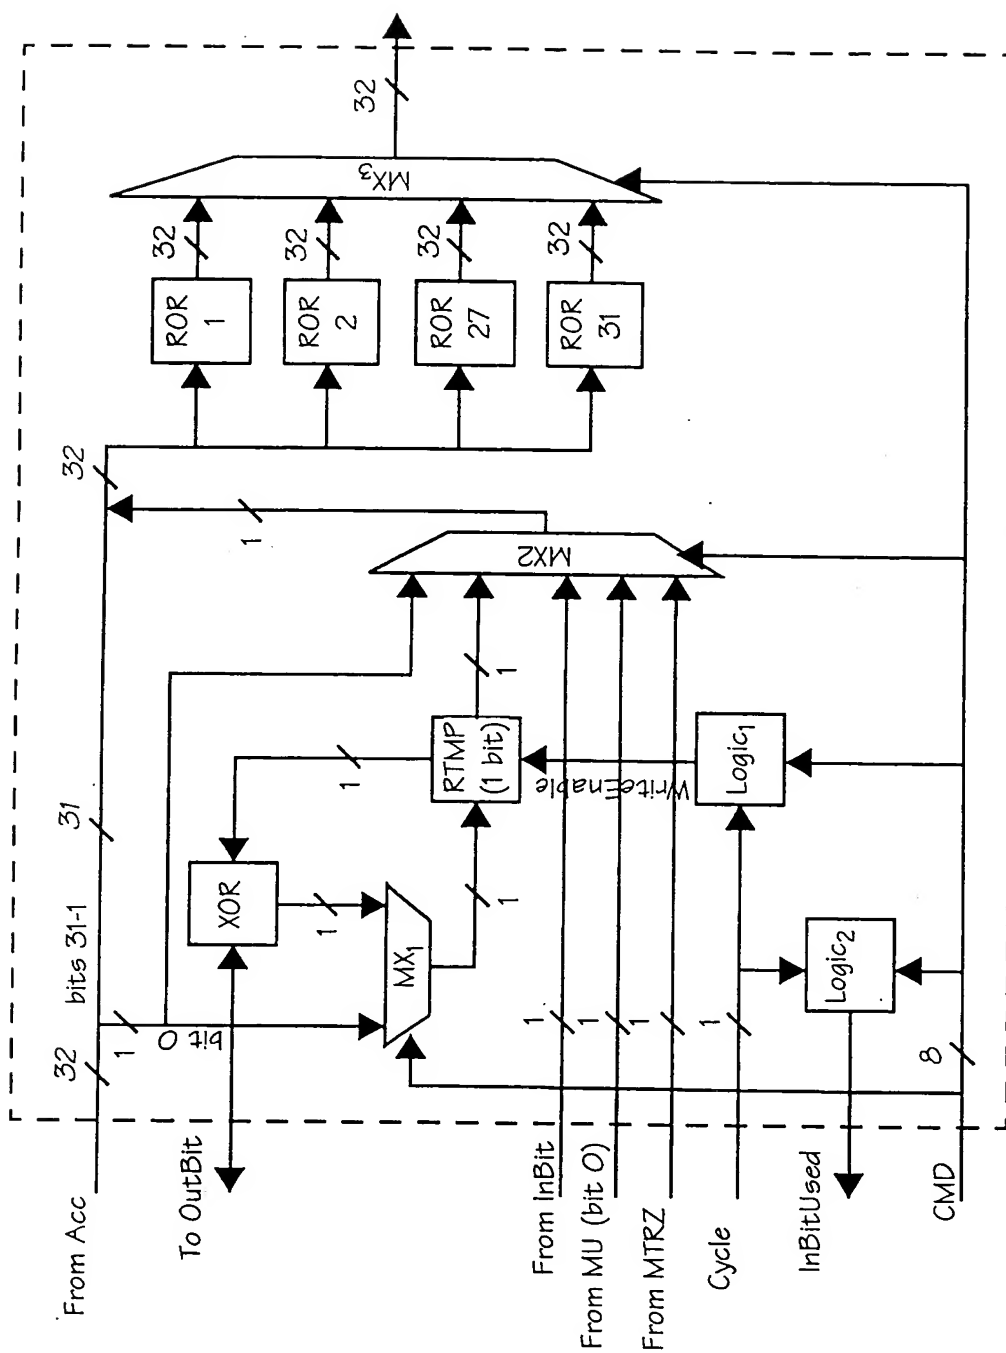 From Acc
32
bits 31-1
31
32
1
bit 0
To OutBit
XOR
1
1
1
ROR
1
32
ROR
2
32
ROR
27
32
ROR
31
32
MX3
32
MX1
1
RTMP
(1 bit)
1
MX2
From InBit
1
From MU (bit 0)
1
From MTRZ
1
WriteEnable
Cycle
1
Logic1
Logic2
InBitUsed
CMD
8